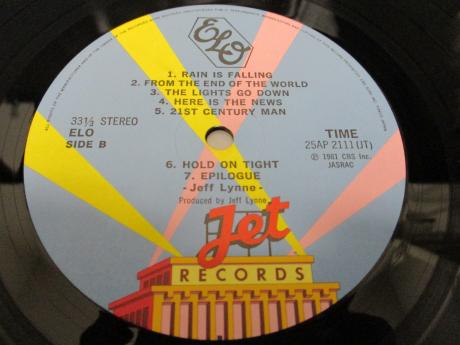 ELO
1. RAIN IS FALLING
2. FROM THE END OF THE WORLD
3. THE LIGHTS GO DOWN
4. HERE IS THE NEWS
5. 21ST CENTURY MAN
33⅓ STEREO
ELO
SIDE B
TIME
25AP 2111(JT)
Ⓟ 1981 CBS Inc.
JASRAC
6. HOLD ON TIGHT
7. EPILOGUE
- Jeff Lynne -
Produced by Jeff Lynne
Jet
RECORDS